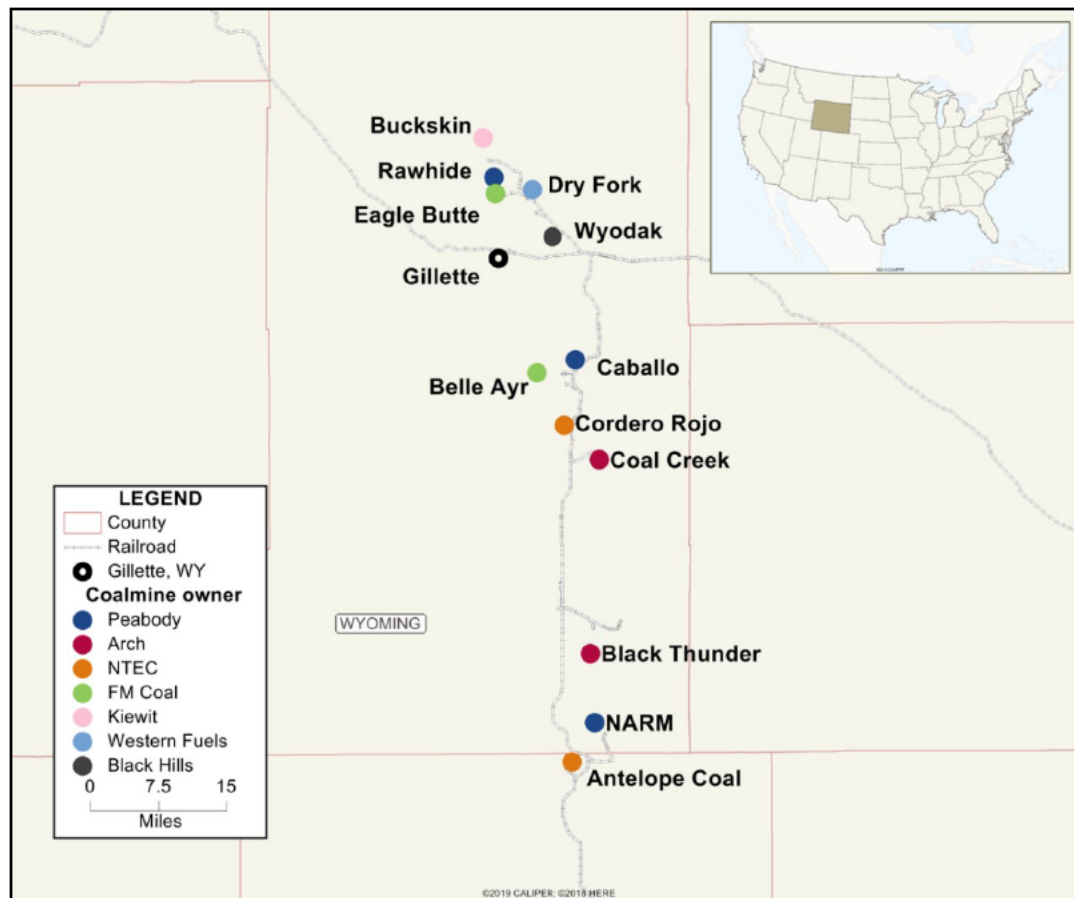 Buckskin
Rawhide
Dry Fork
Eagle Butte
Wyodak
Gillette
Caballo
Belle Ayr
Cordero Rojo
Coal Creek
LEGEND
County
Railroad
Gillette, WY
Coalmine owner
Peabody
Arch
NTEC
FM Coal
Kiewit
Western Fuels
Black Hills
0 7.5 15
Miles
WYOMING
Black Thunder
NARM
Antelope Coal
©2019 CALIPER; ©2018 HERE